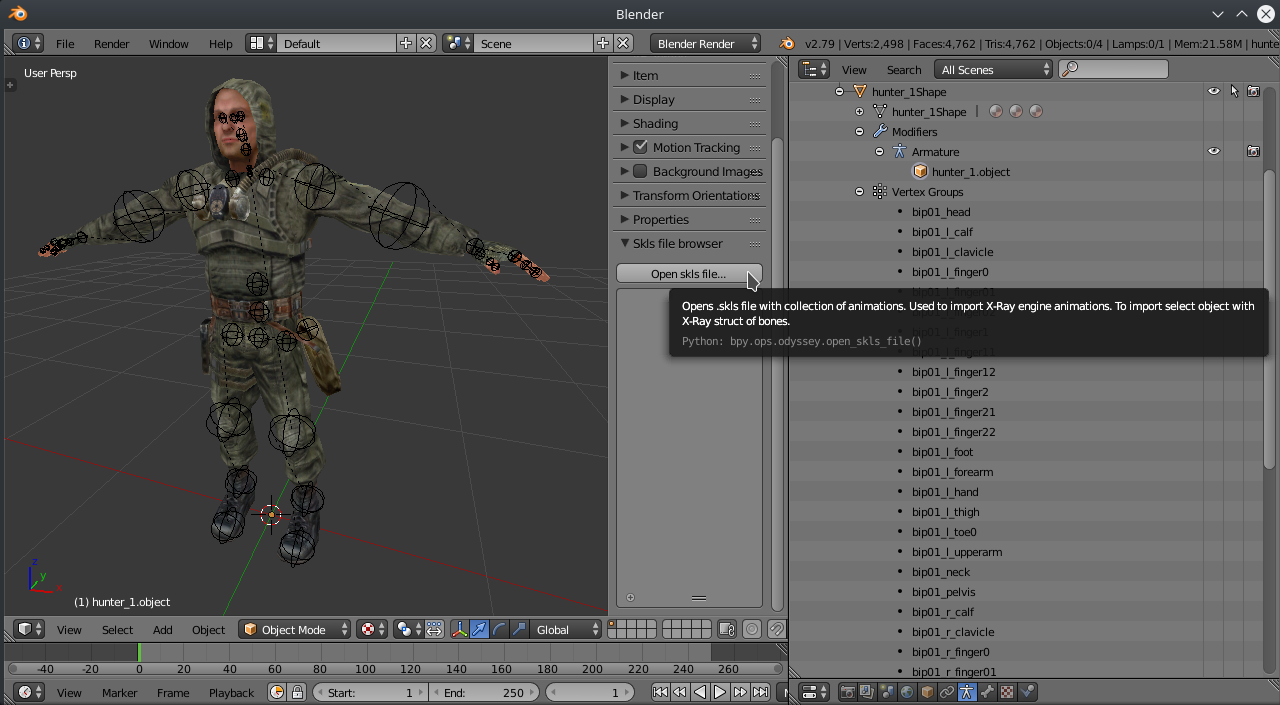 Blender
File Render Window Help Default Scene Blender Render v2.79 | Verts:2,498 | Faces:4,762 | Tris:4,762 | Objects:0/4 | Lamps:0/1 | Mem:21.58M | hunte
User Persp
(1) hunter_1.object
z
y
x
Item
Display
Shading
Motion Tracking
Background Images
Transform Orientations
Properties
Skls file browser
Open skls file...
Opens .skls file with collection of animations. Used to import X-Ray engine animations. To import select object with
X-Ray struct of bones.
Python: bpy.ops.odyssey.open_skls_file()
View Select Add Object Object Mode Global
-40 -20 0 20 40 60 80 100 120 140 160 180 200 220 240 260
View Marker Frame Playback Start: 1 End: 250 1
View Search All Scenes
hunter_1Shape
hunter_1Shape
Modifiers
Armature
hunter_1.object
Vertex Groups
bip01_head
bip01_l_calf
bip01_l_clavicle
bip01_l_finger0
bip01_l_finger12
bip01_l_finger2
bip01_l_finger21
bip01_l_finger22
bip01_l_foot
bip01_l_forearm
bip01_l_hand
bip01_l_thigh
bip01_l_toe0
bip01_l_upperarm
bip01_neck
bip01_pelvis
bip01_r_calf
bip01_r_clavicle
bip01_r_finger0
bip01_r_finger01